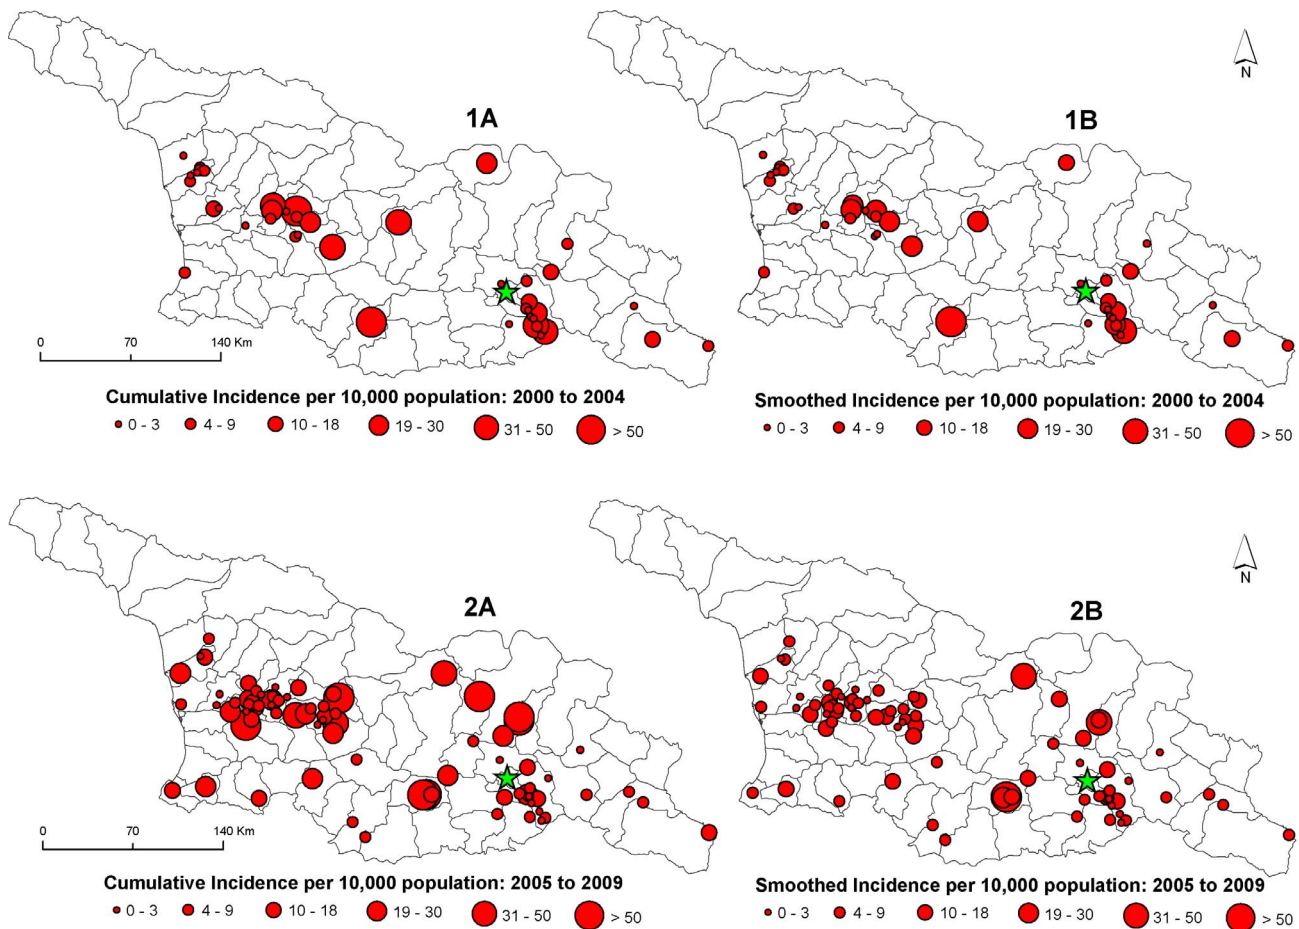 1A
1B
N
0 70 140 Km
Cumulative Incidence per 10,000 population: 2000 to 2004
0 - 3 4 - 9 10 - 18 19 - 30 31 - 50 > 50
Smoothed Incidence per 10,000 population: 2000 to 2004
0 - 3 4 - 9 10 - 18 19 - 30 31 - 50 > 50
2A
2B
N
0 70 140 Km
Cumulative Incidence per 10,000 population: 2005 to 2009
0 - 3 4 - 9 10 - 18 19 - 30 31 - 50 > 50
Smoothed Incidence per 10,000 population: 2005 to 2009
0 - 3 4 - 9 10 - 18 19 - 30 31 - 50 > 50